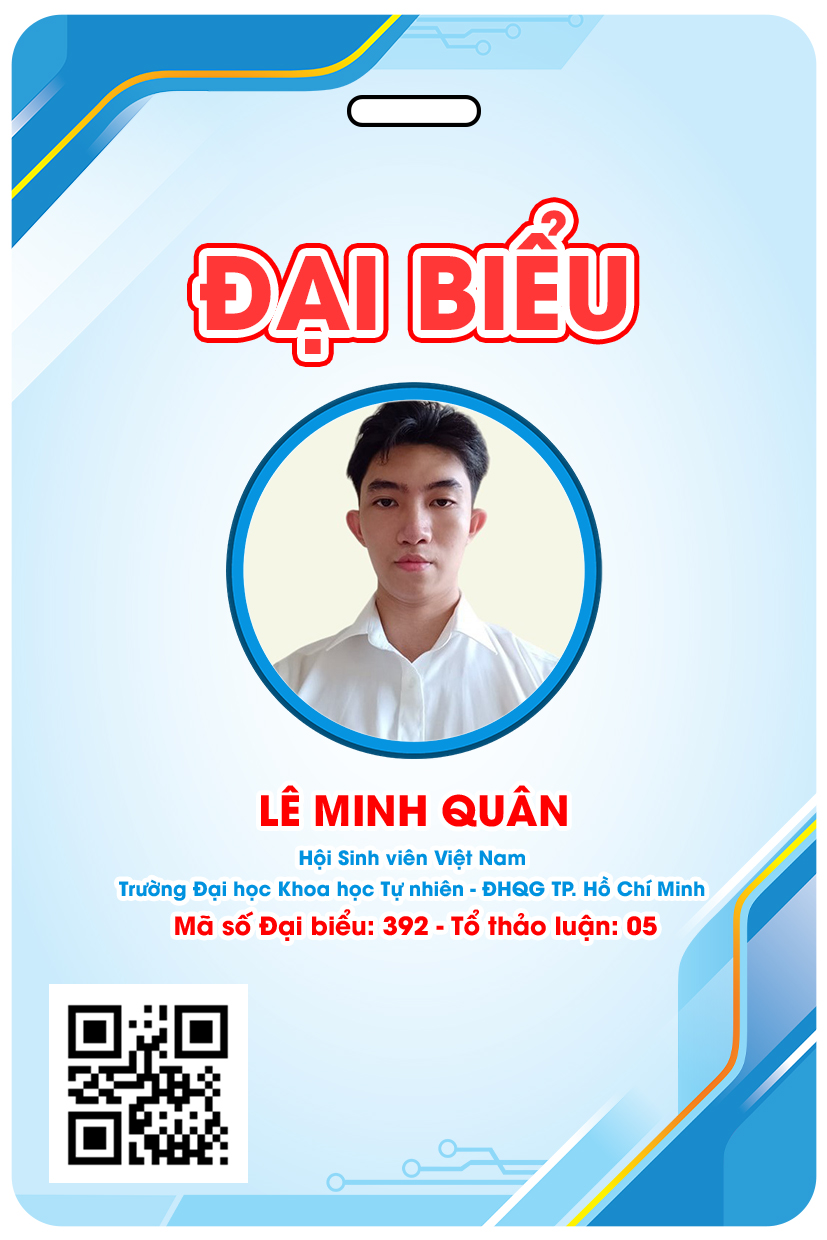 ĐẠI BIỂU
LÊ MINH QUÂN
Hội Sinh viên Việt Nam
Trường Đại học Khoa học Tự nhiên - ĐHQG TP. Hồ Chí Minh
Mã số Đại biểu: 392 - Tổ thảo luận: 05